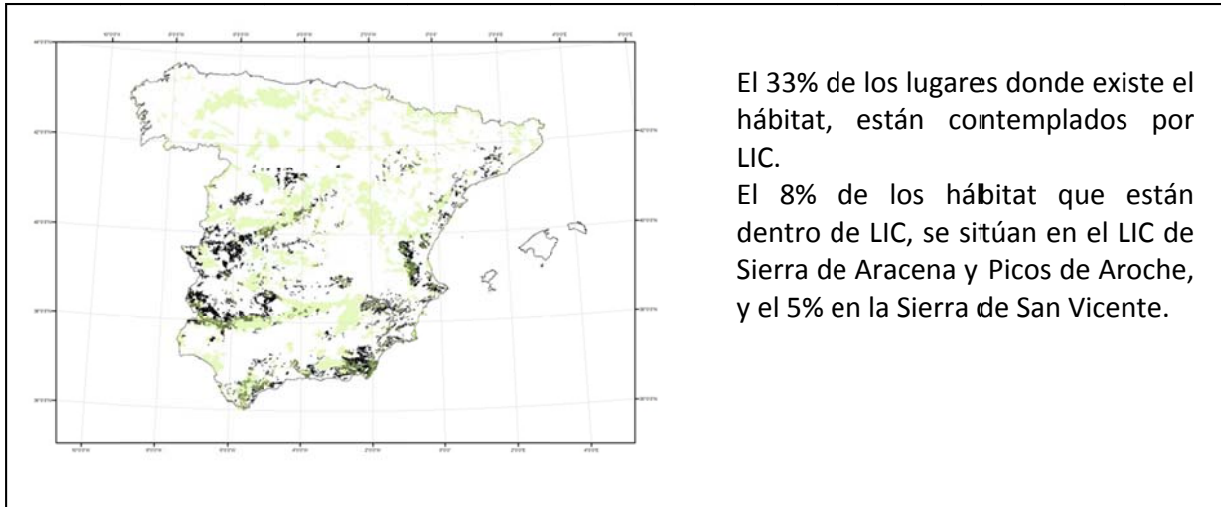 El 33% de los lugares donde existe el
hábitat, están contemplados por
LIC.
El 8% de los hábitat que están
dentro de LIC, se sitúan en el LIC de
Sierra de Aracena y Picos de Aroche,
y el 5% en la Sierra de San Vicente.